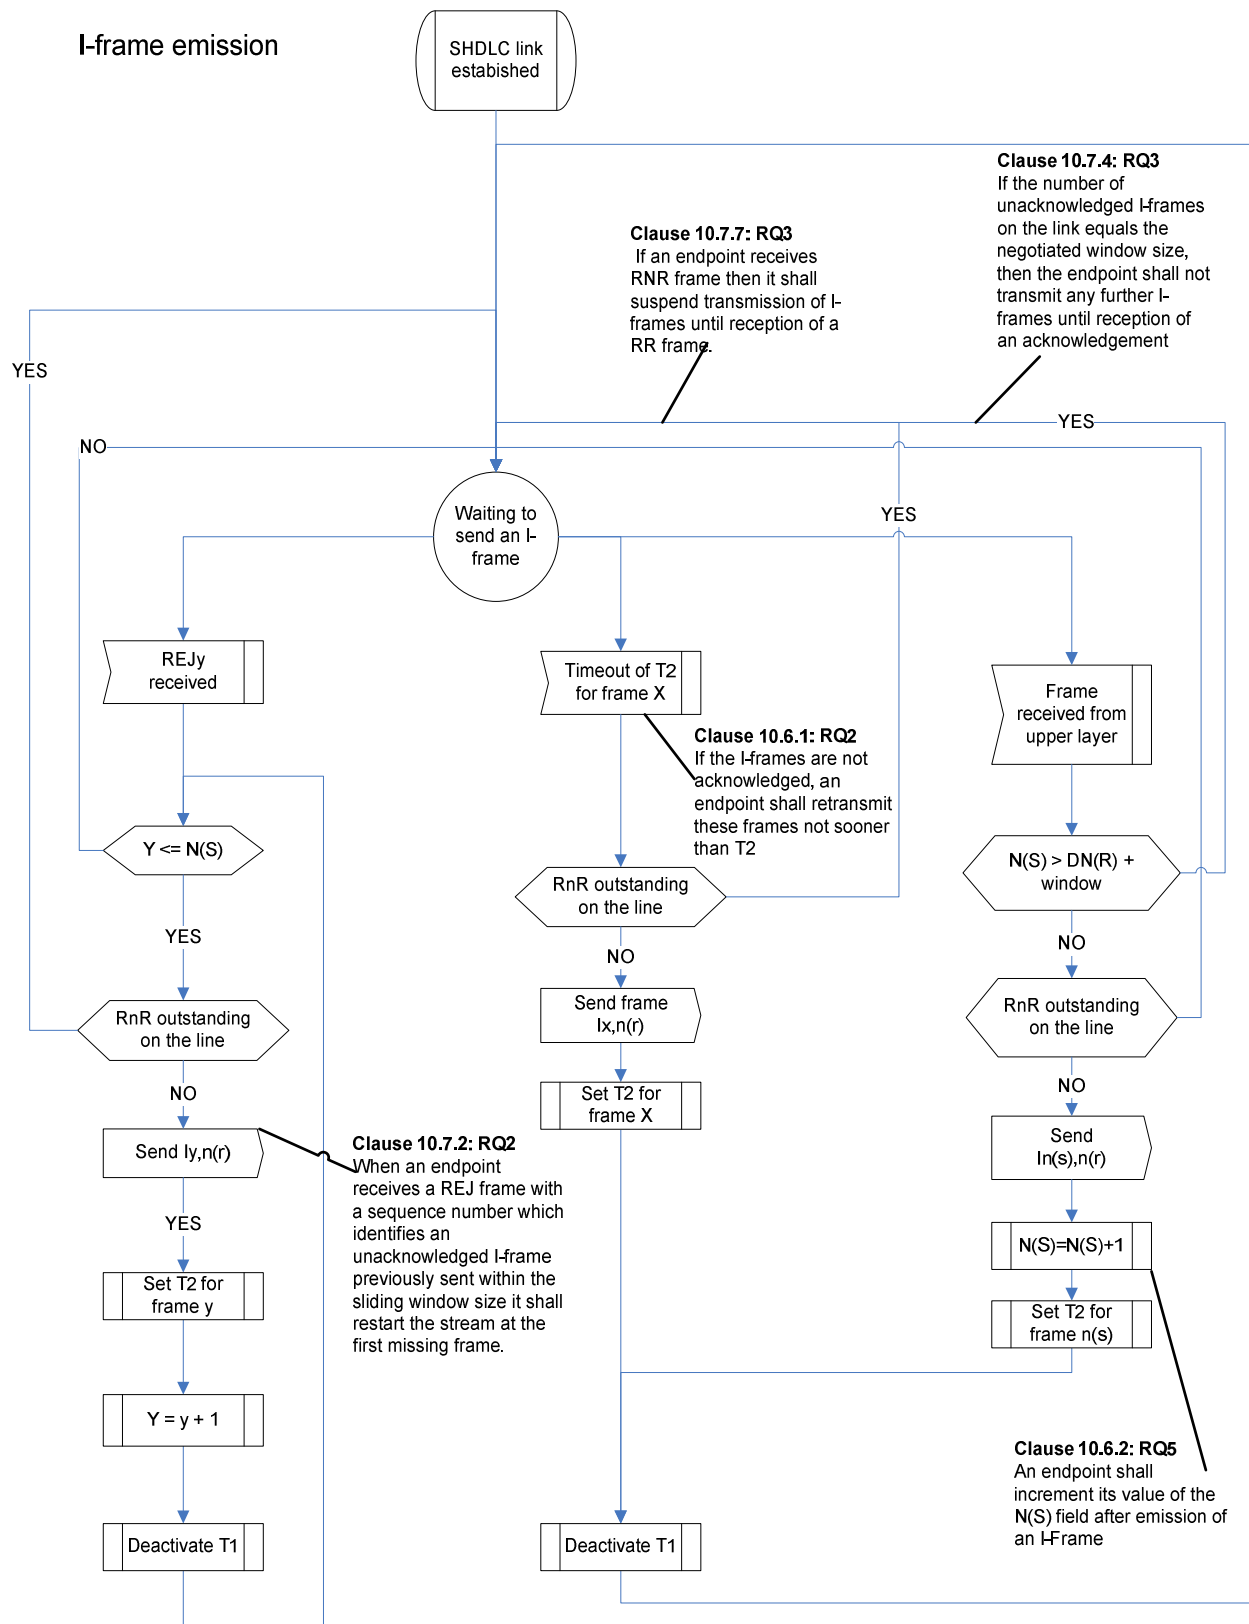 I-frame emission
SHDLC link
estabished
Clause 10.7.4: RQ3
If the number of
unacknowledged I-frames
on the link equals the
negotiated window size,
then the endpoint shall not
transmit any further I-
frames until reception of
an acknowledgement
Clause 10.7.7: RQ3
If an endpoint receives
RNR frame then it shall
suspend transmission of I-
frames until reception of a
RR frame.
YES
YES
NO
YES
Waiting to
send an I-
frame
REJy
received
Timeout of T2
for frame X
Frame
received from
upper layer
Clause 10.6.1: RQ2
If the I-frames are not
acknowledged, an
endpoint shall retransmit
these frames not sooner
than T2
Y <= N(S)
RnR outstanding
on the line
N(S) > DN(R) +
window
YES
NO
NO
RnR outstanding
on the line
Send frame
Ix,n(r)
RnR outstanding
on the line
NO
Set T2 for
frame X
NO
Send Iy,n(r)
Clause 10.7.2: RQ2
When an endpoint
receives a REJ frame with
a sequence number which
identifies an
unacknowledged I-frame
previously sent within the
sliding window size it shall
restart the stream at the
first missing frame.
Send
In(s),n(r)
YES
N(S)=N(S)+1
Set T2 for
frame y
Set T2 for
frame n(s)
Y = y + 1
Clause 10.6.2: RQ5
An endpoint shall
increment its value of the
N(S) field after emission of
an I-Frame
Deactivate T1
Deactivate T1